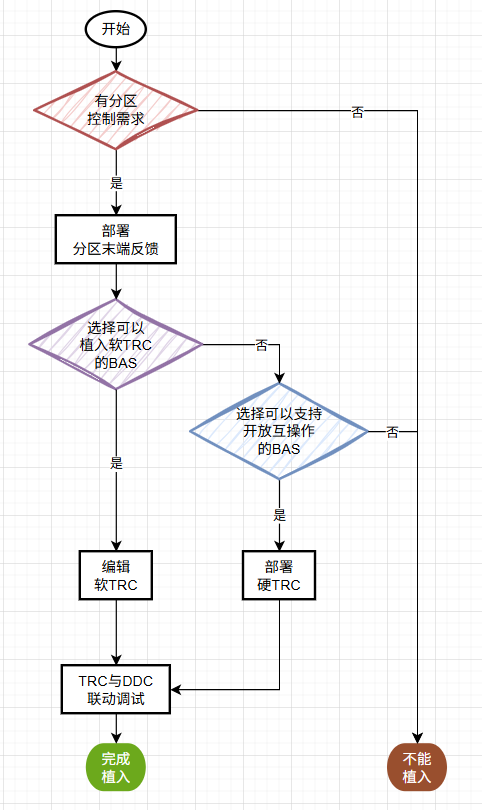 开始
有分区
控制需求
否
是
部署
分区末端反馈
选择可以
植入软TRC
的BAS
否
选择可以支持
开放互操作
的BAS
否
是
是
编辑
软TRC
部署
硬TRC
TRC与DDC
联动调试
完成
植入
不能
植入